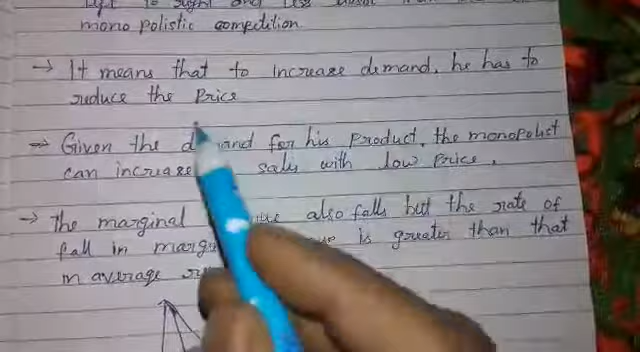 mono polistic competition
→ It means that to increase demand, he has to
reduce the Price
→ Given the demand for his Product, the monopolist
can increase sales with low Price.
→ The marginal also falls but the rate of
fall in is greater than that
in average